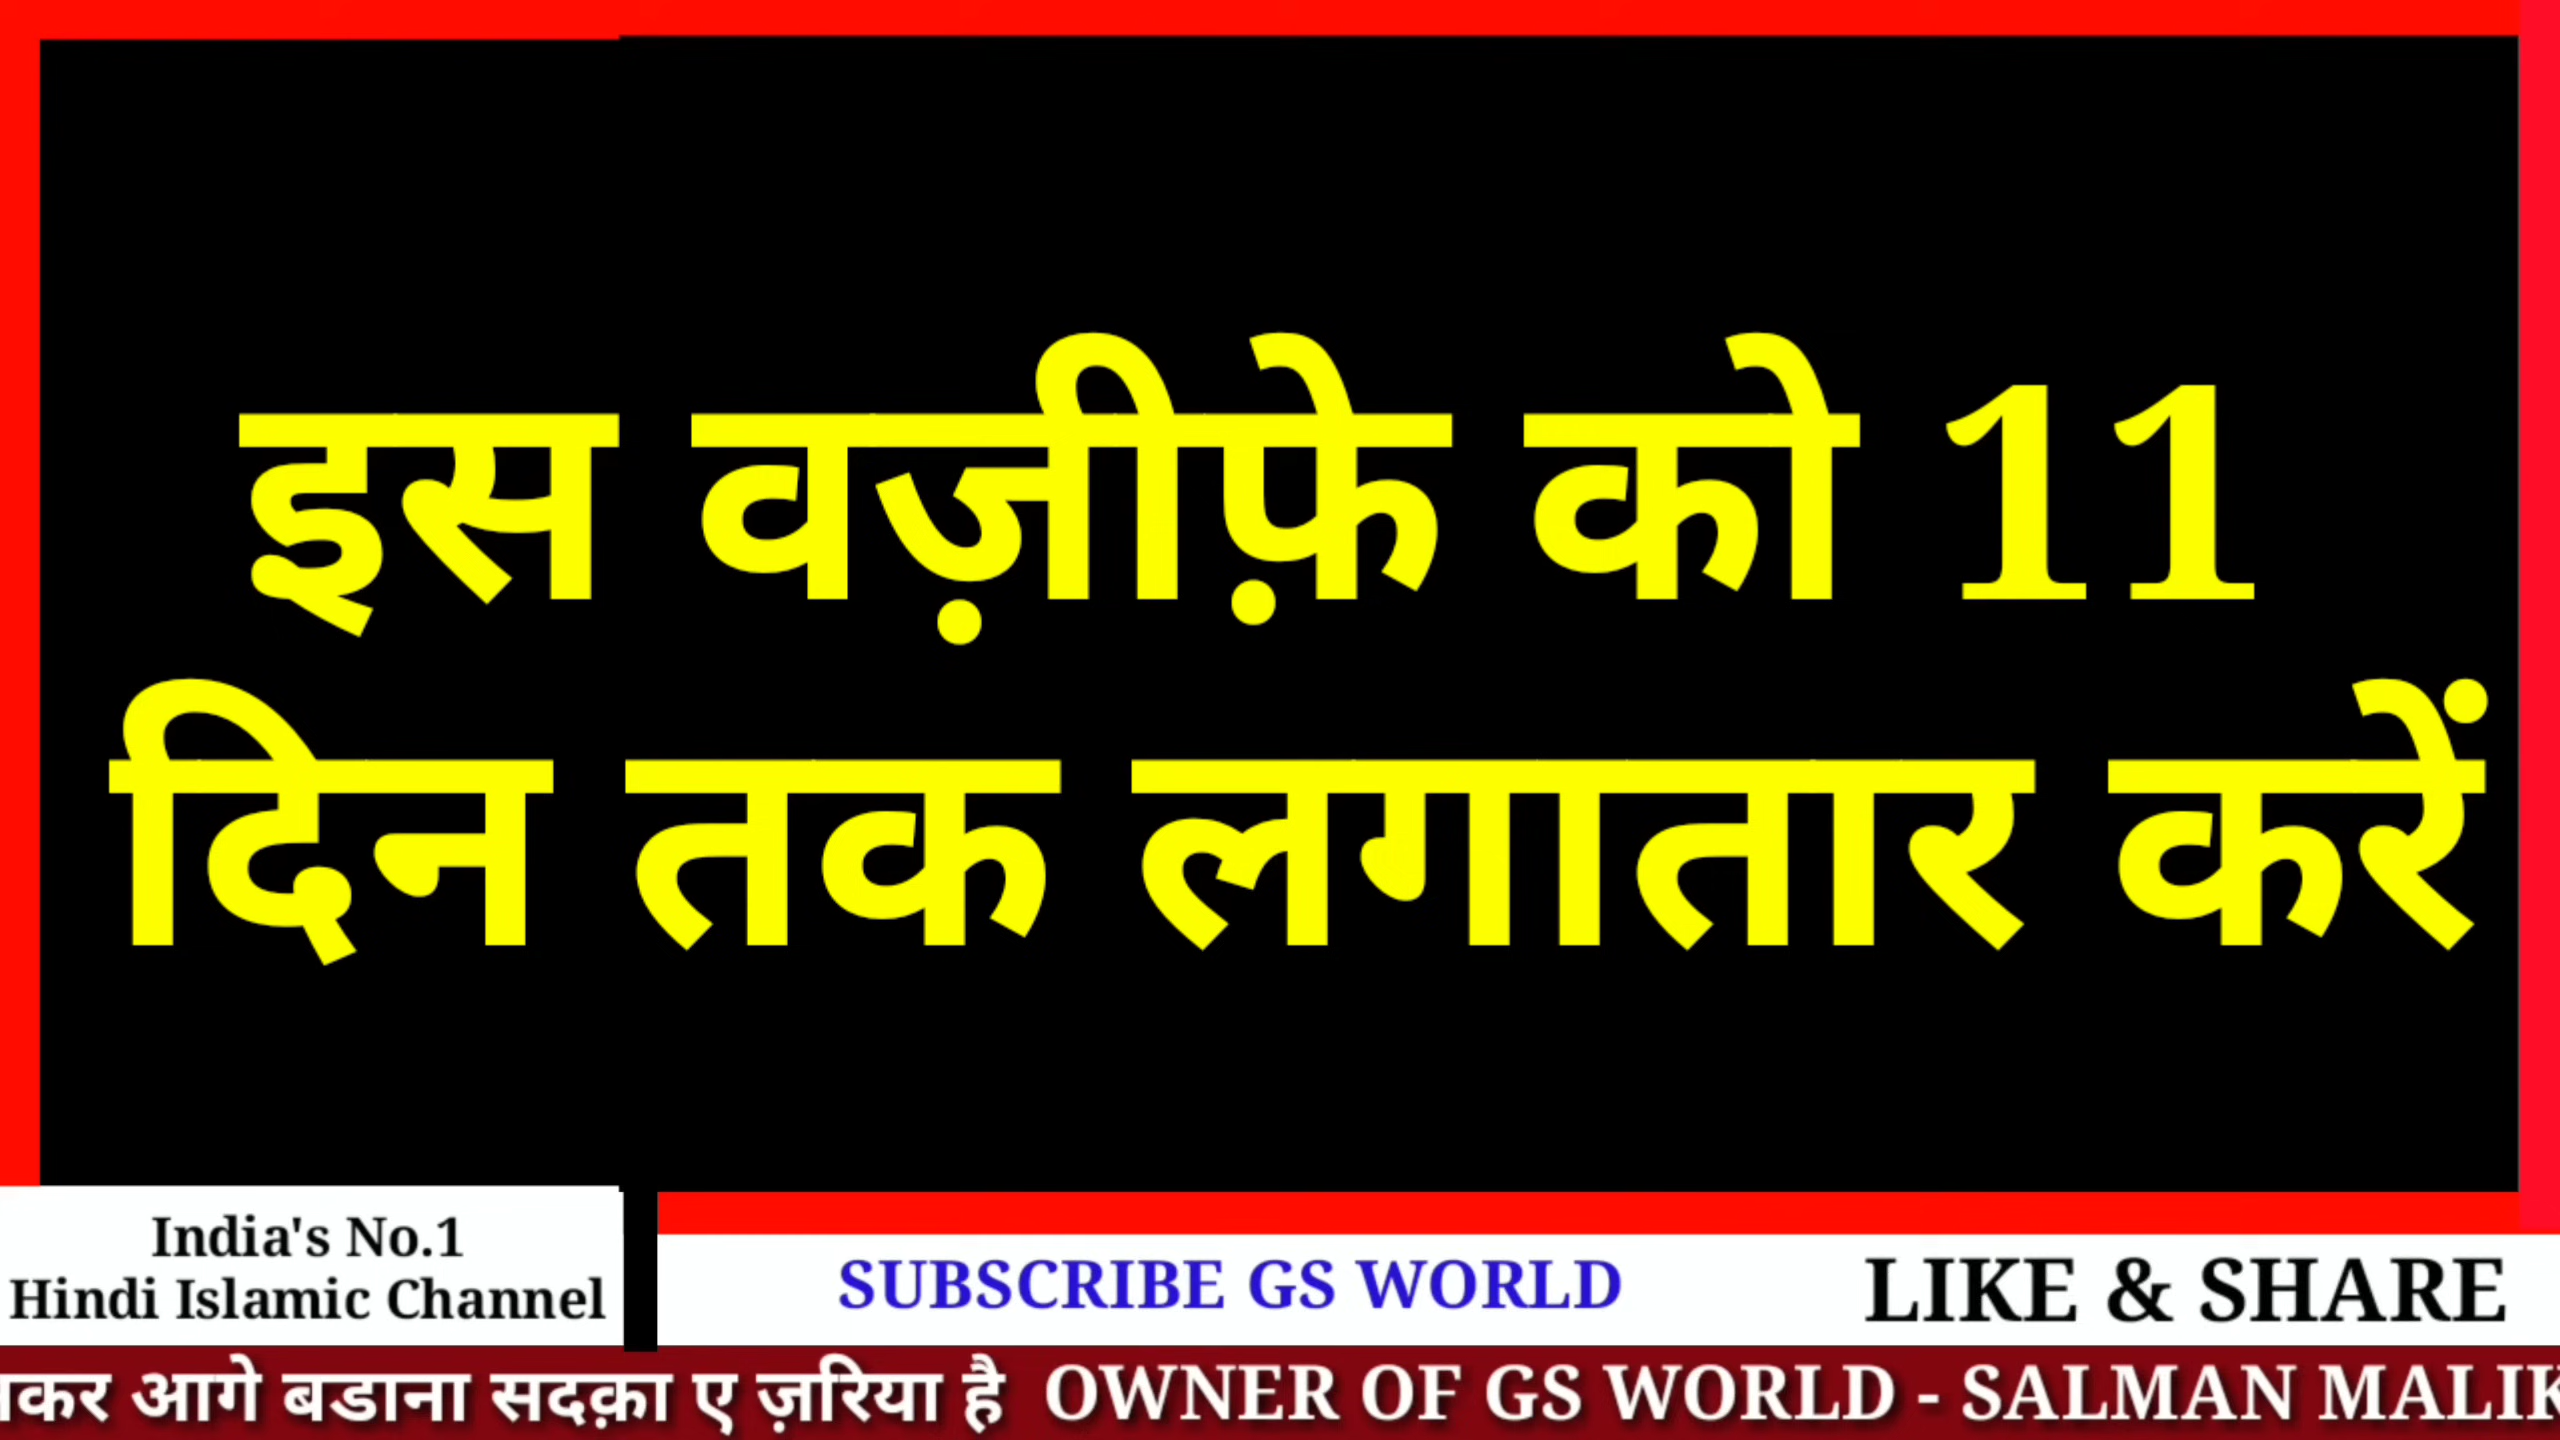 इस वज़ीफ़े को 11
दिन तक लगातार करें
India's No.1
Hindi Islamic Channel
SUBSCRIBE GS WORLD
LIKE & SHARE
आगे बडाना सदक़ा ए ज़रिया है OWNER OF GS WORLD - SALMAN MALIK